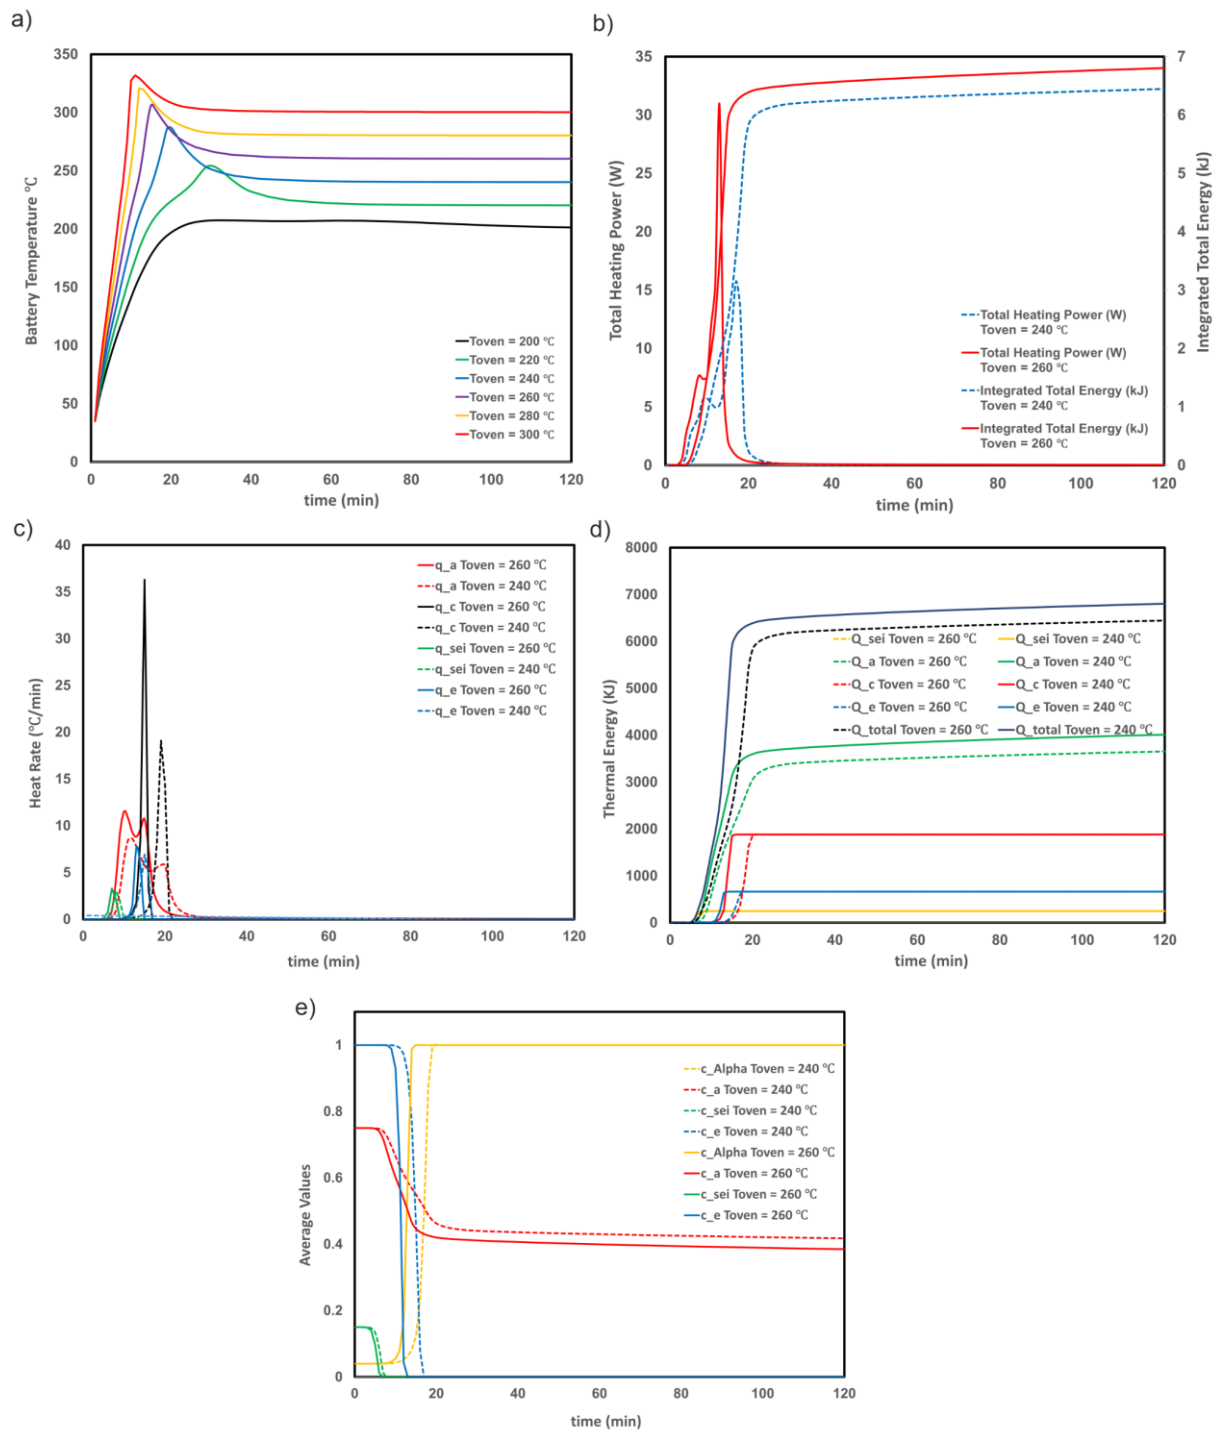 a)
350
300
250
200
150
100
50
0
Battery Temperature °C
0 20 40 60 80 100 120
time (min)
Toven = 200 °C
Toven = 220 °C
Toven = 240 °C
Toven = 260 °C
Toven = 280 °C
Toven = 300 °C
b)
35
30
25
20
15
10
5
0
Total Heating Power (W)
7
6
5
4
3
2
1
0
Integrated Total Energy (kJ)
0 20 40 60 80 100 120
time (min)
Total Heating Power (W)
Toven = 240 °C
Total Heating Power (W)
Toven = 260 °C
Integrated Total Energy (kJ)
Toven = 240 °C
Integrated Total Energy (kJ)
Toven = 260 °C
c)
40
35
30
25
20
15
10
5
0
Heat Rate (°C/min)
0 20 40 60 80 100 120
time (min)
q_a Toven = 260 °C
q_a Toven = 240 °C
q_c Toven = 260 °C
q_c Toven = 240 °C
q_sei Toven = 260 °C
q_sei Toven = 240 °C
q_e Toven = 260 °C
q_e Toven = 240 °C
d)
8000
7000
6000
5000
4000
3000
2000
1000
0
Thermal Energy (KJ)
0 20 40 60 80 100 120
time (min)
Q_sei Toven = 260 °C Q_sei Toven = 240 °C
Q_a Toven = 260 °C Q_a Toven = 240 °C
Q_c Toven = 260 °C Q_c Toven = 240 °C
Q_e Toven = 260 °C Q_e Toven = 240 °C
Q_total Toven = 260 °C Q_total Toven = 240 °C
e)
1
0.8
0.6
0.4
0.2
0
Average Values
0 20 40 60 80 100 120
time (min)
c_Alpha Toven = 240 °C
c_a Toven = 240 °C
c_sei Toven = 240 °C
c_e Toven = 240 °C
c_Alpha Toven = 260 °C
c_a Toven = 260 °C
c_sei Toven = 260 °C
c_e Toven = 260 °C